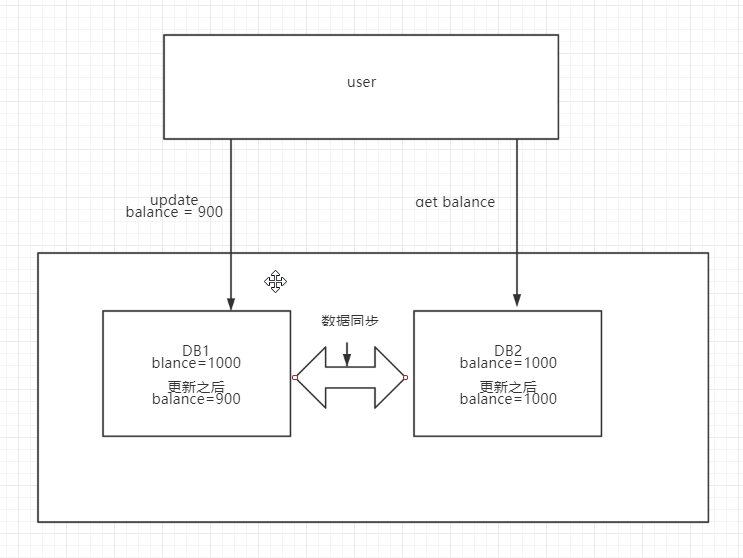 user
update
balance = 900
get balance
数据同步
DB1
blance=1000
更新之后
balance=900
DB2
balance=1000
更新之后
balance=1000